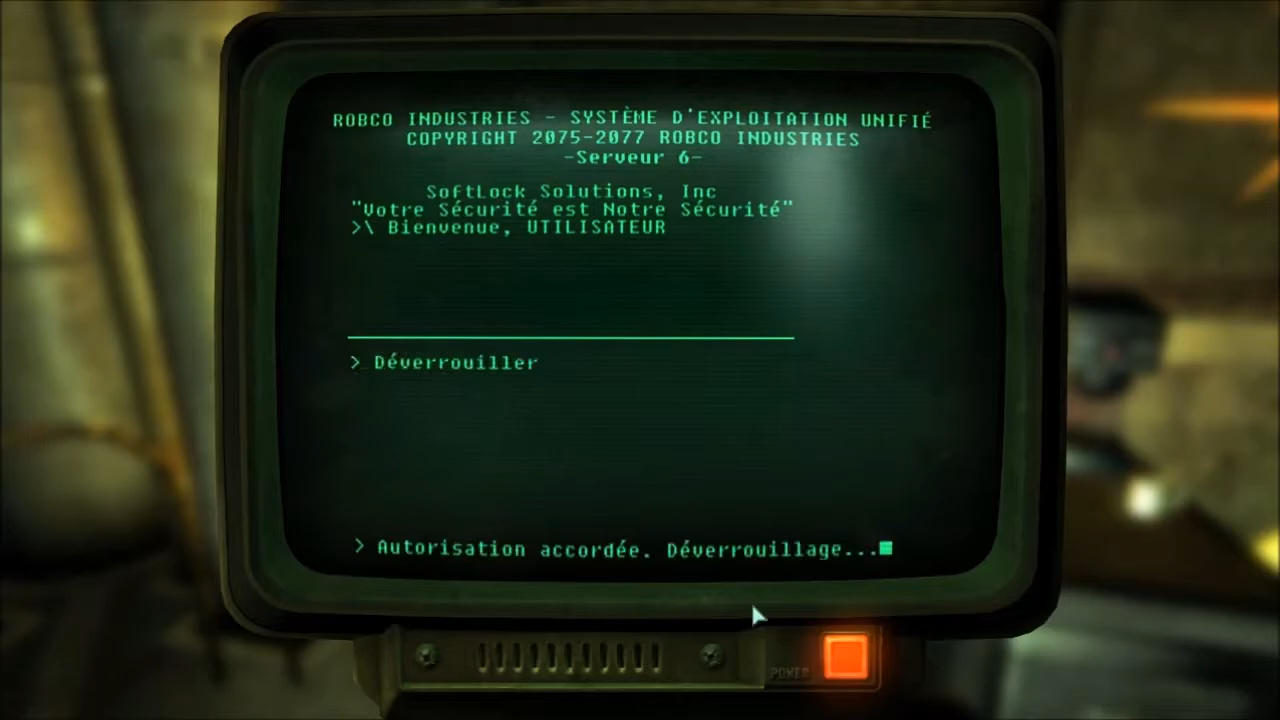 ROBCO INDUSTRIES - SYSTÈME D'EXPLOITATION UNIFIÉ
COPYRIGHT 2075-2077 ROBCO INDUSTRIES
-Serveur 6-
SoftLock Solutions, Inc
"Votre Sécurité est Notre Sécurité"
>\ Bienvenue, UTILISATEUR
> Déverrouiller
> Autorisation accordée. Déverrouillage...
POWER